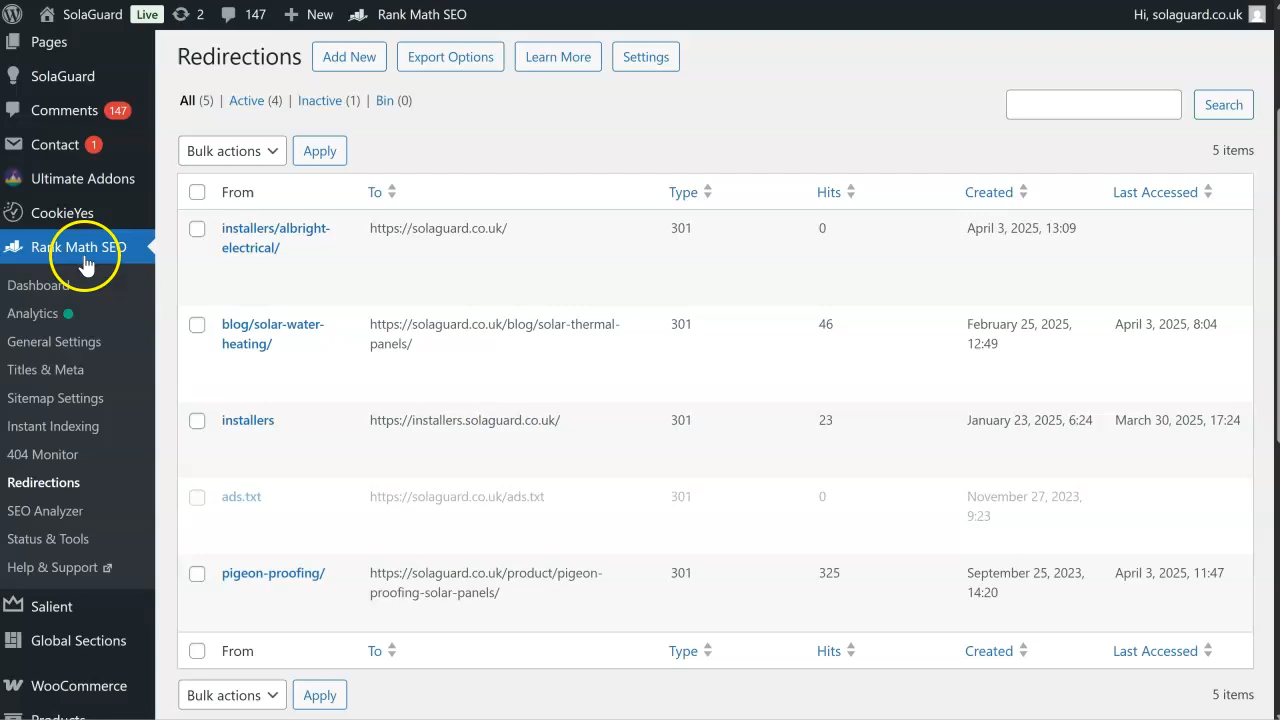 SolaGuard Live 2 147 New Rank Math SEO Hi, solaguard.co.uk
Pages
SolaGuard
Comments 147
Contact 1
Ultimate Addons
CookieYes
Rank Math SEO
Dashboard
Analytics
General Settings
Titles & Meta
Sitemap Settings
Instant Indexing
404 Monitor
Redirections
SEO Analyzer
Status & Tools
Help & Support
Salient
Global Sections
WooCommerce
Products
Redirections Add New Export Options Learn More Settings
All (5) | Active (4) | Inactive (1) | Bin (0)
Search
Bulk actions Apply 5 items
From To Type Hits Created Last Accessed
installers/albright- https://solaguard.co.uk/ 301 0 April 3, 2025, 13:09
electrical/
blog/solar-water- https://solaguard.co.uk/blog/solar-thermal- 301 46 February 25, 2025, April 3, 2025, 8:04
heating/ panels/ 12:49
installers https://installers.solaguard.co.uk/ 301 23 January 23, 2025, 6:24 March 30, 2025, 17:24
ads.txt https://solaguard.co.uk/ads.txt 301 0 November 27, 2023,
9:23
pigeon-proofing/ https://solaguard.co.uk/product/pigeon- 301 325 September 25, 2023, April 3, 2025, 11:47
proofing-solar-panels/ 14:20
From To Type Hits Created Last Accessed
Bulk actions Apply 5 items